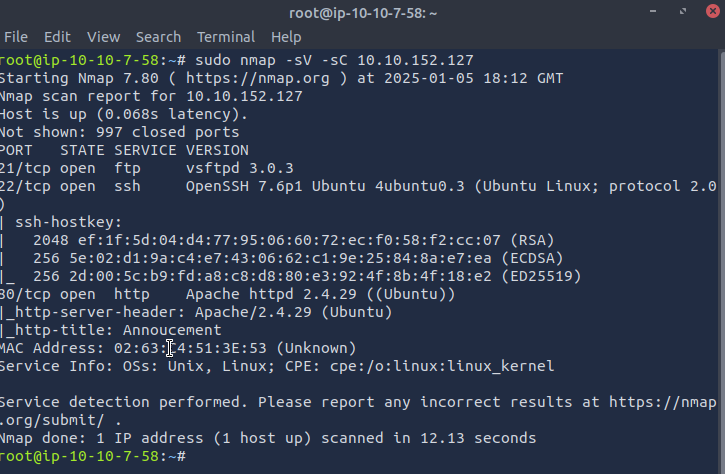 root@ip-10-10-7-58: ~
File Edit View Search Terminal Help
root@ip-10-10-7-58:~# sudo nmap -sV -sC 10.10.152.127
Starting Nmap 7.80 ( https://nmap.org ) at 2025-01-05 18:12 GMT
Nmap scan report for 10.10.152.127
Host is up (0.068s latency).
Not shown: 997 closed ports
PORT   STATE SERVICE VERSION
21/tcp open  ftp     vsftpd 3.0.3
22/tcp open  ssh     OpenSSH 7.6p1 Ubuntu 4ubuntu0.3 (Ubuntu Linux; protocol 2.0
)
| ssh-hostkey:
|   2048 ef:1f:5d:04:d4:77:95:06:60:72:ec:f0:58:f2:cc:07 (RSA)
|   256 5e:02:d1:9a:c4:e7:43:06:62:c1:9e:25:84:8a:e7:ea (ECDSA)
|_  256 2d:00:5c:b9:fd:a8:c8:d8:80:e3:92:4f:8b:4f:18:e2 (ED25519)
80/tcp open  http    Apache httpd 2.4.29 ((Ubuntu))
|_http-server-header: Apache/2.4.29 (Ubuntu)
|_http-title: Annoucement
MAC Address: (Unknown)
Service Info: OSs: Unix, Linux; CPE: cpe:/o:linux:linux_kernel
Service detection performed. Please report any incorrect results at https://nmap
.org/submit/ .
Nmap done: 1 IP address (1 host up) scanned in 12.13 seconds
root@ip-10-10-7-58:~#